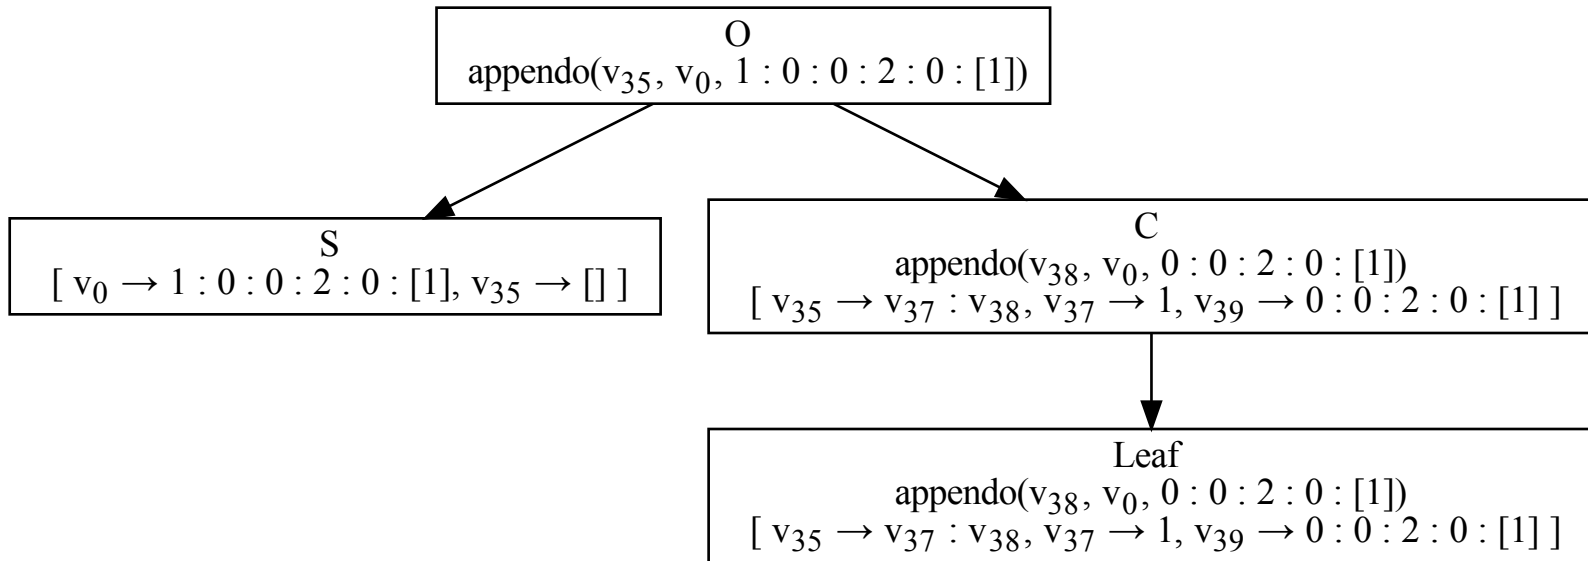 O
appendo(v₃₅, v₀, 1 : 0 : 0 : 2 : 0 : [1])
S
[ v₀ → 1 : 0 : 0 : 2 : 0 : [1], v₃₅ → [] ]
C
appendo(v₃₈, v₀, 0 : 0 : 2 : 0 : [1])
[ v₃₅ → v₃₇ : v₃₈, v₃₇ → 1, v₃₉ → 0 : 0 : 2 : 0 : [1] ]
Leaf
appendo(v₃₈, v₀, 0 : 0 : 2 : 0 : [1])
[ v₃₅ → v₃₇ : v₃₈, v₃₇ → 1, v₃₉ → 0 : 0 : 2 : 0 : [1] ]